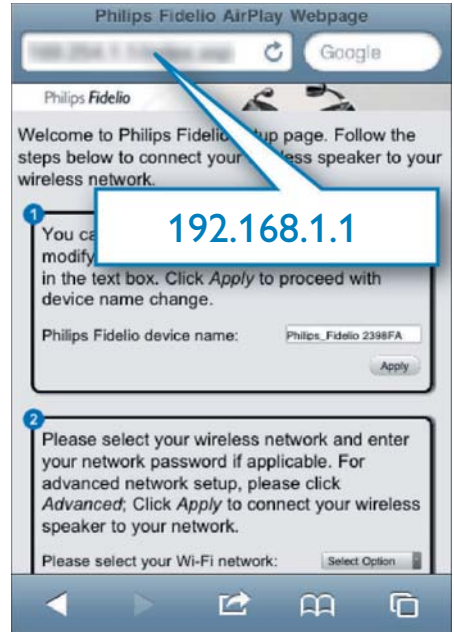 Philips Fidelio AirPlay Webpage
Google
Philips Fidelio
Welcome to Philips Fidelio up page. Follow the
steps below to connect your less speaker to your
wireless network.
192.168.1.1
1
You
modify
in the text box. Click Apply to proceed with
device name change.
Philips Fidelio device name: Philips_Fidelio 2398FA
Apply
2
Please select your wireless network and enter
your network password if applicable. For
advanced network setup, please click
Advanced; Click Apply to connect your wireless
speaker to your network.
Please select your Wi-Fi network: Select Option